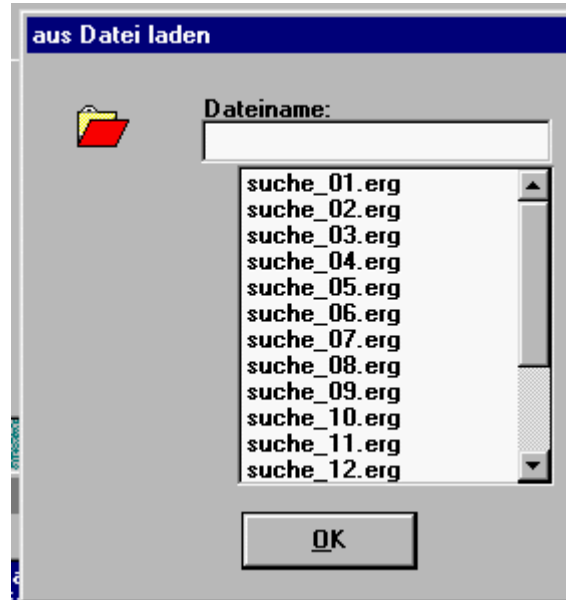 aus Datei laden
Dateiname:
suche_01.erg
suche_02.erg
suche_03.erg
suche_04.erg
suche_05.erg
suche_06.erg
suche_07.erg
suche_08.erg
suche_09.erg
suche_10.erg
suche_11.erg
suche_12.erg
OK